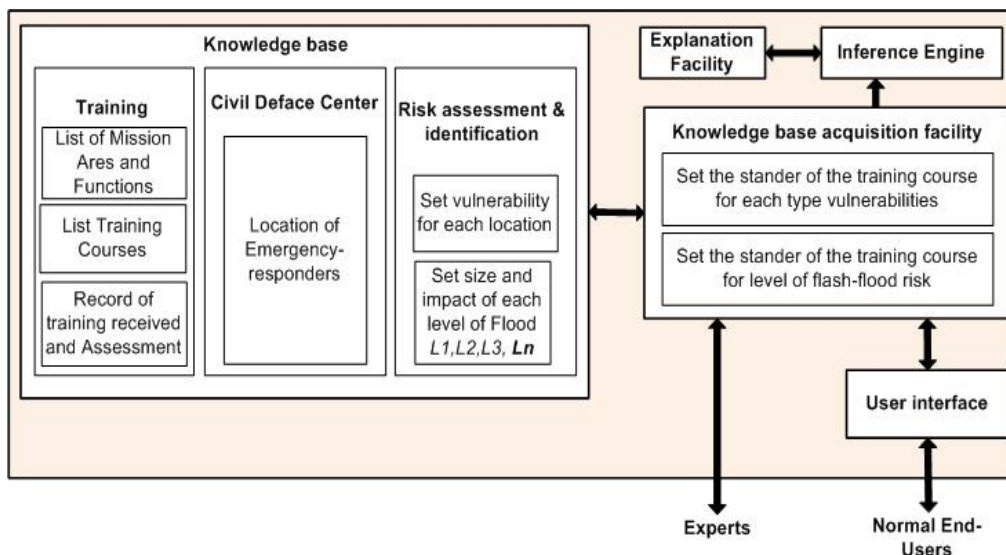 Knowledge base
Training
List of Mission
Ares and
Functions
List Training
Courses
Record of
training received
and Assessment
Civil Deface Center
Location of
Emergency-
responders
Risk assessment &
identification
Set vulnerability
for each location
Set size and
impact of each
level of Flood
L1,L2,L3, Ln
Explanation
Facility
Inference Engine
Knowledge base acquisition facility
Set the stander of the training course
for each type vulnerabilities
Set the stander of the training course
for level of flash-flood risk
User interface
Experts
Normal End-
Users